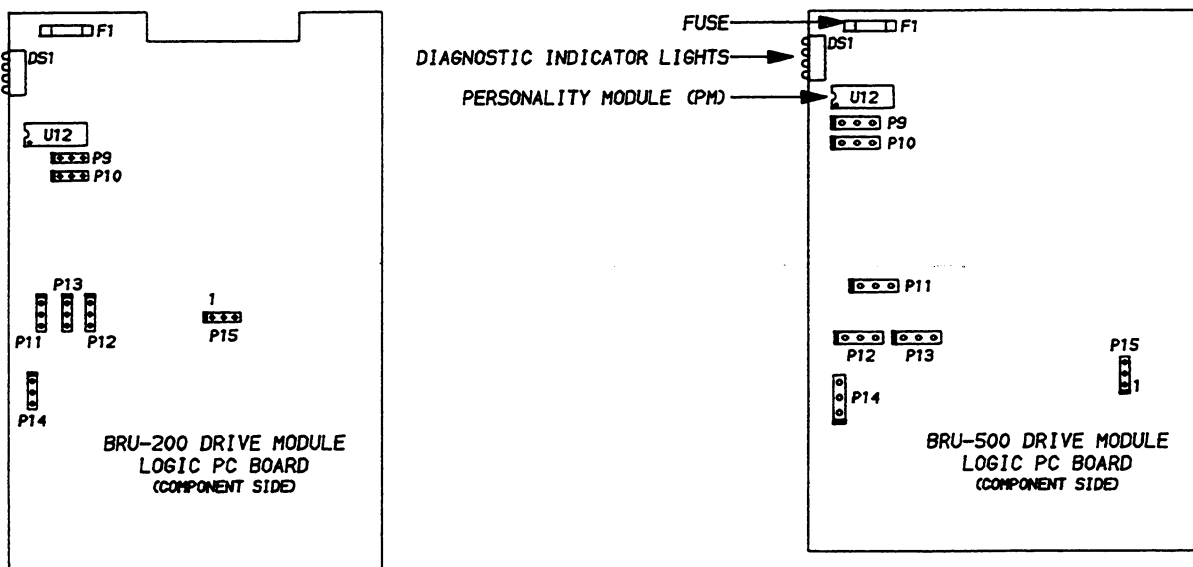 F1
DS1
U12
P9
P10
P13
P11
P12
1
P15
P14
BRU-200 DRIVE MODULE
LOGIC PC BOARD
(COMPONENT SIDE)
FUSE
F1
DS1
DIAGNOSTIC INDICATOR LIGHTS
PERSONALITY MODULE (PM)
U12
P9
P10
P11
P12
P13
P14
P15
1
BRU-500 DRIVE MODULE
LOGIC PC BOARD
(COMPONENT SIDE)